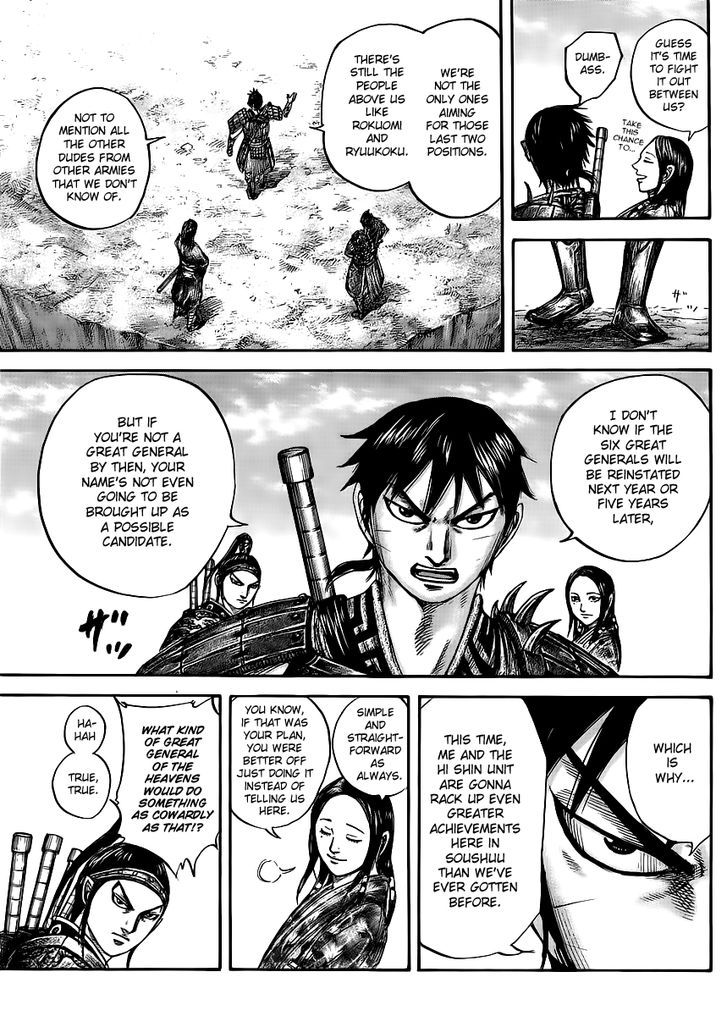 GUESS
IT'S TIME
TO FIGHT
IT OUT
BETWEEN
US?
TAKE
THIS
CHANCE
TO...
DUMB-
ASS.
WE'RE
NOT THE
ONLY ONES
AIMING
FOR THOSE
LAST TWO
POSITIONS.
THERE'S
STILL THE
PEOPLE
ABOVE US
LIKE
ROKUOMI
AND
RYUUKOKU.
NOT TO
MENTION ALL
THE OTHER
DUDES FROM
OTHER ARMIES
THAT WE DON'T
KNOW OF.
ザッ
I DON'T
KNOW IF THE
SIX GREAT
GENERALS
WILL BE
REINSTATED
NEXT YEAR OR
FIVE YEARS
LATER,
BUT IF
YOU'RE NOT A
GREAT GENERAL
BY THEN, YOUR
NAME'S NOT EVEN
GOING TO BE
BROUGHT UP AS
A POSSIBLE
CANDIDATE.
ザッ
WHICH
IS
WHY...
THIS TIME,
ME AND THE
HI SHIN UNIT
ARE GONNA
RACK UP EVEN
GREATER
ACHIEVEMENTS
HERE IN
SOUSHUU
THAN WE'VE
EVER GOTTEN
BEFORE.
SIMPLE
AND
STRAIGHT-
FORWARD
AS
ALWAYS.
YOU KNOW,
IF THAT WAS
YOUR PLAN,
YOU WERE
BETTER OFF
JUST DOING IT
INSTEAD OF
TELLING US
HERE.
WHAT KIND
OF GREAT
GENERAL
OF THE
HEAVENS
WOULD DO
SOMETHING
AS COWARDLY
AS THAT!?
HA-
HAH
TRUE,
TRUE.